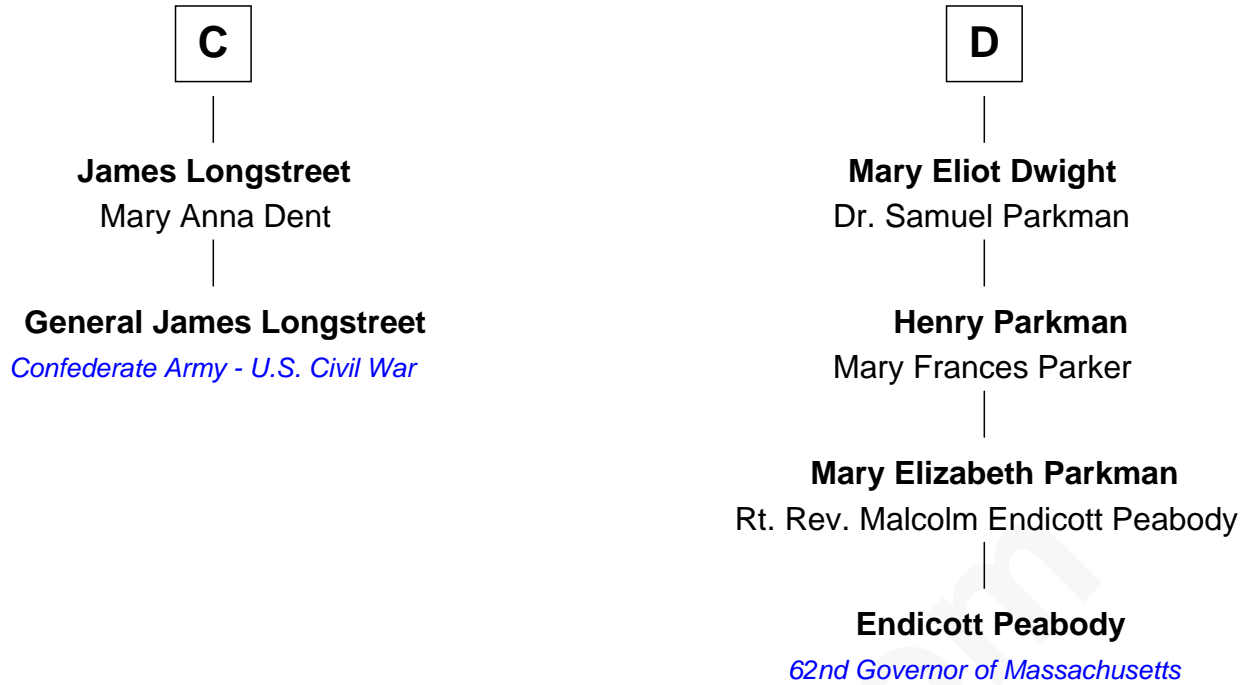 C
James Longstreet
Mary Anna Dent
General James Longstreet
Confederate Army - U.S. Civil War
D
Mary Eliot Dwight
Dr. Samuel Parkman
Henry Parkman
Mary Frances Parker
Mary Elizabeth Parkman
Rt. Rev. Malcolm Endicott Peabody
Endicott Peabody
62nd Governor of Massachusetts